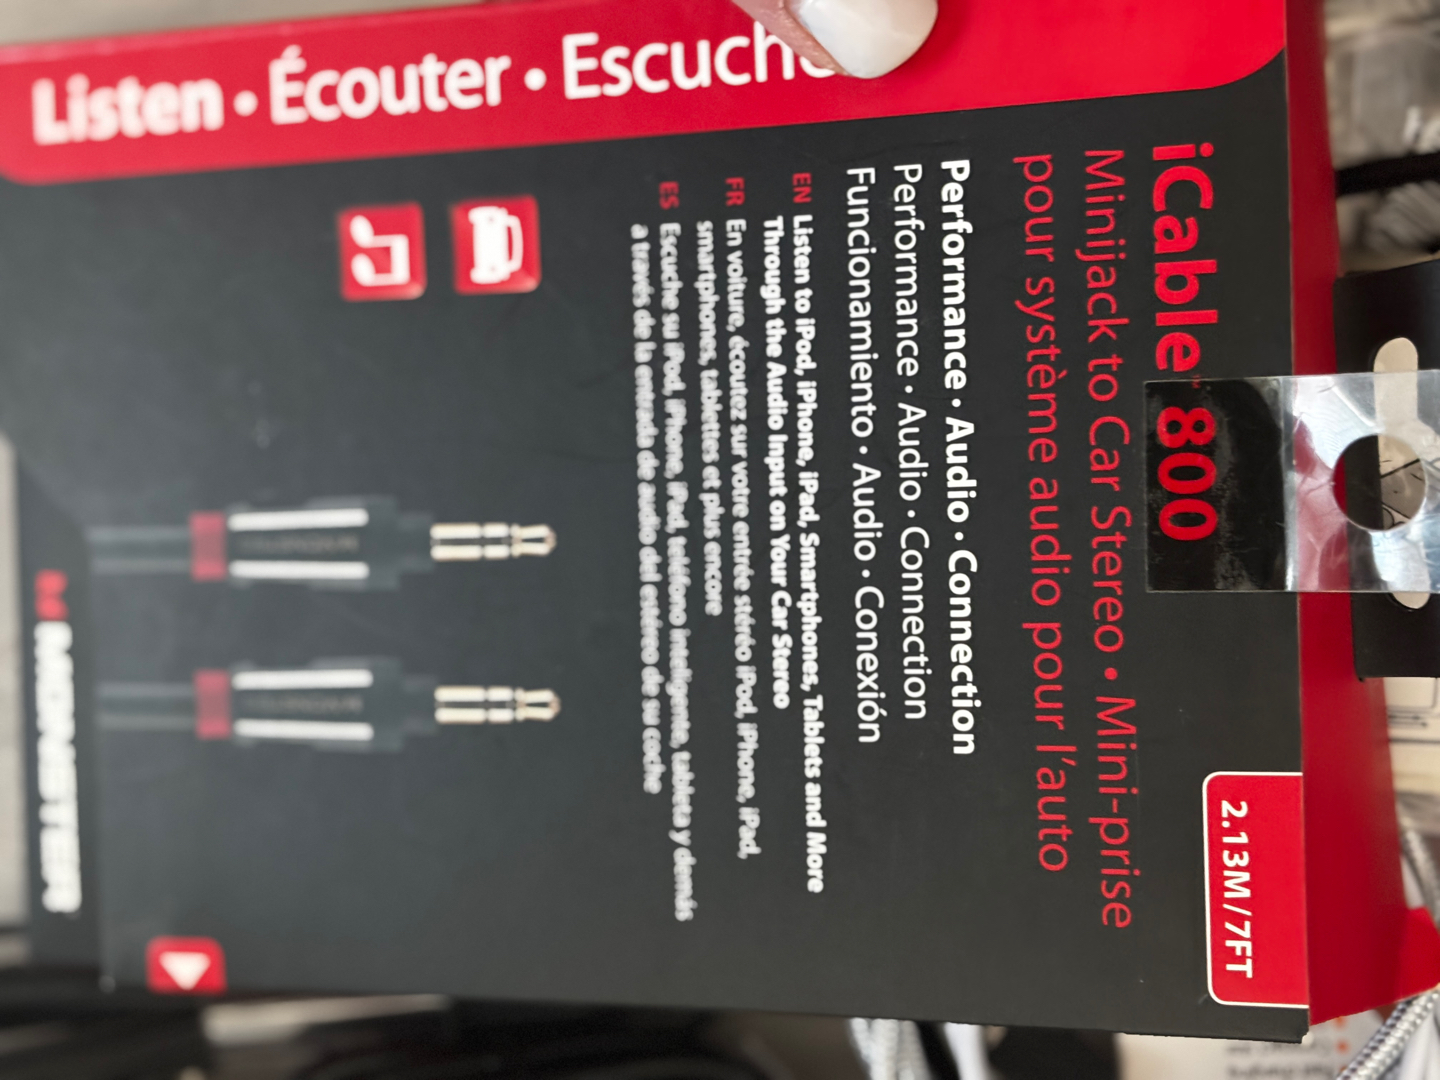 Listen • Écouter • Escuche
iCable 800
Minijack to Car Stereo • Mini-prise
pour système audio pour l'auto
2.13M/7FT
Performance • Audio • Connection
Performance • Audio • Connection
Funcionamiento • Audio • Conexión
EN Listen to iPod, iPhone, iPad, Smartphones, Tablets and More
Through the Audio Input on Your Car Stereo
FR En voiture, écoutez sur votre entrée stéréo iPod, iPhone, iPad,
smartphones, tablettes et plus encore
ES Escuche su iPod, iPhone, iPad, teléfono inteligente, tableta y demás
a través de la entrada de audio del estéreo de su coche
MONSTER